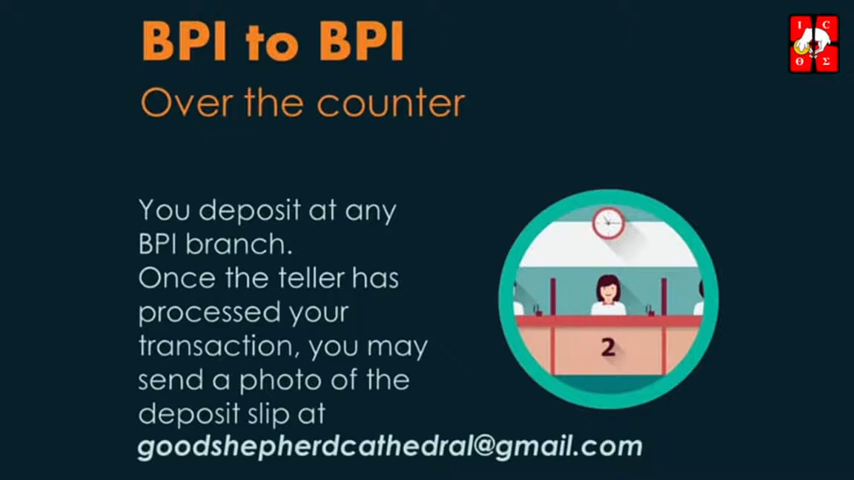 BPI to BPI
I C
Θ Σ
Over the counter
You deposit at any
BPI branch.
Once the teller has
processed your
transaction, you may
send a photo of the
deposit slip at
goodshepherdcathedral@gmail.com
2